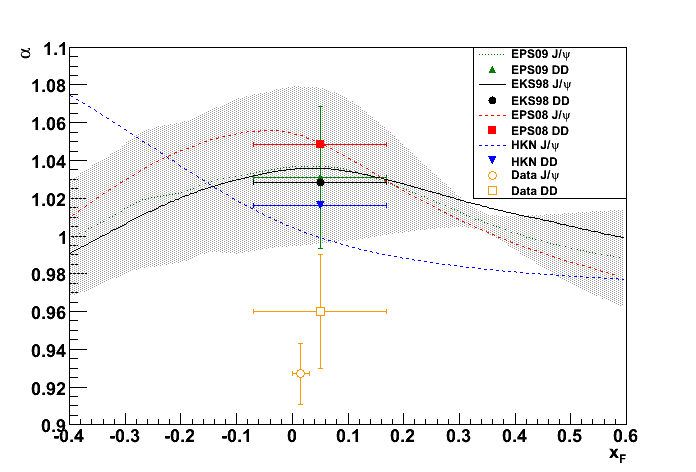 α
1.1
1.08
1.06
1.04
1.02
1
0.98
0.96
0.94
0.92
0.9
EPS09 J/ψ
EPS09 DD
EKS98 J/ψ
EKS98 DD
EPS08 J/ψ
EPS08 DD
HKN J/ψ
HKN DD
Data J/ψ
Data DD
-0.4 -0.3 -0.2 -0.1 0 0.1 0.2 0.3 0.4 0.5 0.6
x_F